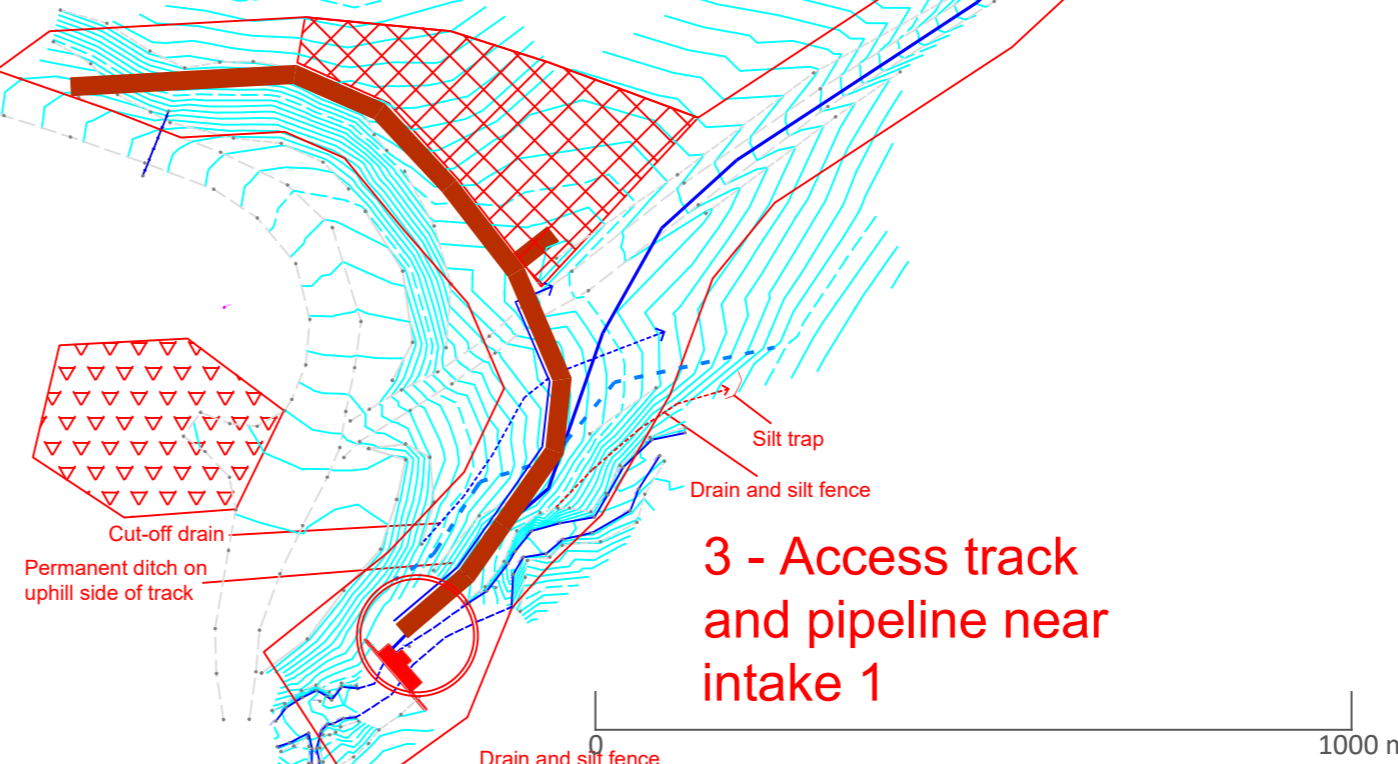 Silt trap
Drain and silt fence
Cut-off drain
Permanent ditch on
uphill side of track
3 - Access track
and pipeline near
intake 1
0
1000 m
Drain and silt fence